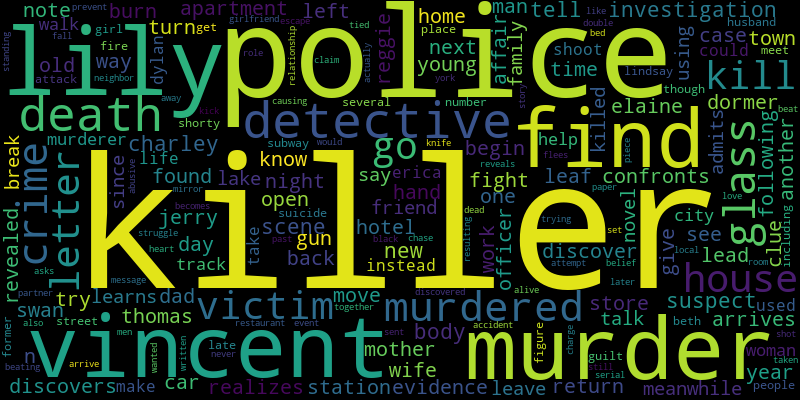 note burn apartment left reggie affair man tell investigation husband
prevent get girlfriend escape like double
walk turn home could case town
girl fire place role claim bed meet
old way dylan next young family shoot time using lindsay kill
attack neighbor tied actually york though
lily police
standing fall away kick causing several number story
death detective find killed elaine dormer
shorty subway would knife flees piece help admits
murderer charley go begin leaf confronts another
break crime letter life know say erica fight one novel glass following
since found lake night hand friend officer discover city clue
abusive mirror becomes suicide reveals paper love including
killer
revealed jerry open scene gun hotel new work give see lead house
asks struggle heart past black chase dead trying set local room
day take back instead attempt belief later
track message resulting alive
try learns dad victim move murdered store suspect used
swan partner discovered together sent accident beth shot
thomas body figure talk arrives
former also street men restaurant event charge guilt woman
vincent mother murder
n late never wife still taken year
beating arrive wanted written serial
discovers make car realizes station evidence leave return meanwhile people